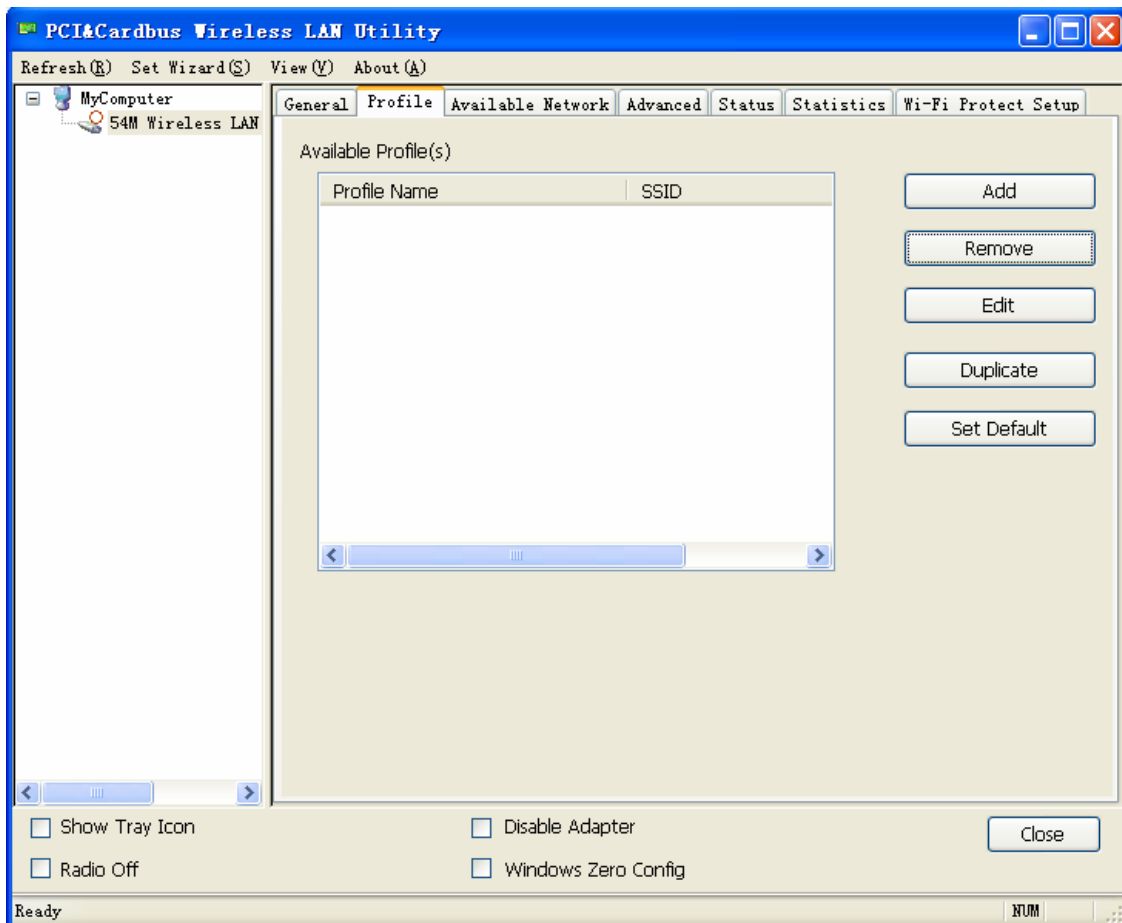 PCI&Cardbus Wireless LAN Utility
Refresh(R) Set Wizard(S) View(V) About(A)
MyComputer
54M Wireless LAN
General Profile Available Network Advanced Status Statistics Wi-Fi Protect Setup
Available Profile(s)
Profile Name SSID
Add
Remove
Edit
Duplicate
Set Default
Show Tray Icon
Disable Adapter
Close
Radio Off
Windows Zero Config
Ready
NUM